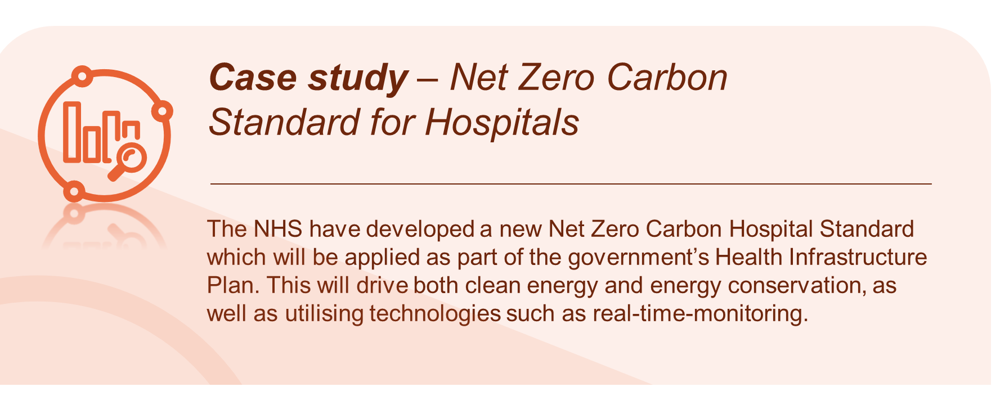 Case study – Net Zero Carbon
Standard for Hospitals
The NHS have developed a new Net Zero Carbon Hospital Standard
which will be applied as part of the government’s Health Infrastructure
Plan. This will drive both clean energy and energy conservation, as
well as utilising technologies such as real-time-monitoring.